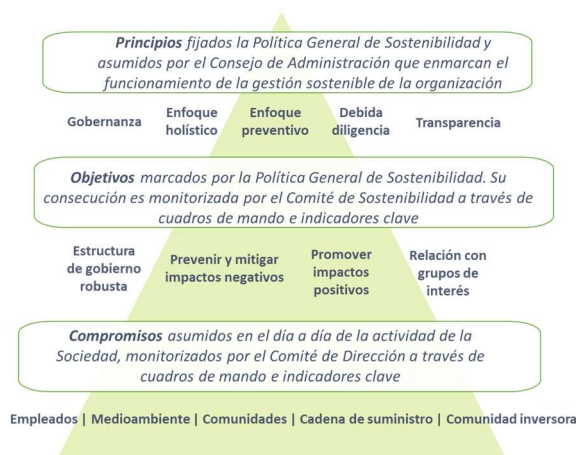 Principios fijados la Política General de Sostenibilidad y
asumidos por el Consejo de Administración que enmarcan el
funcionamiento de la gestión sostenible de la organización
Gobernanza
Enfoque
holístico
Enfoque
preventivo
Debida
diligencia
Transparencia
Objetivos marcados por la Política General de Sostenibilidad. Su
consecución es monitorizada por el Comité de Sostenibilidad a través de
cuadros de mando e indicadores clave
Estructura
de gobierno
robusta
Prevenir y mitigar
impactos negativos
Promover
impactos
positivos
Relación con
grupos de
interés
Compromisos asumidos en el día a día de la actividad de la
Sociedad, monitorizados por el Comité de Dirección a través de
cuadros de mando e indicadores clave
Empleados | Medioambiente | Comunidades | Cadena de suministro | Comunidad inversora